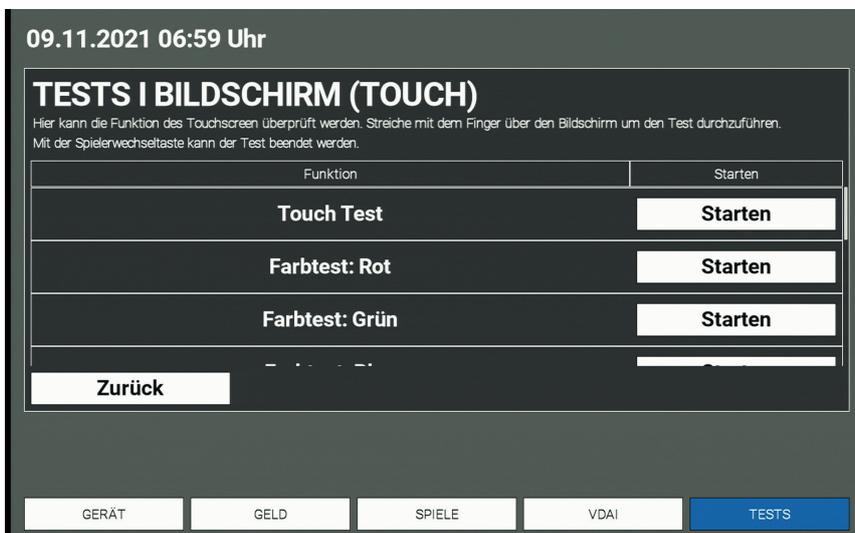 09.11.2021 06:59 Uhr
TESTS I BILDSCHIRM (TOUCH)
Hier kann die Funktion des Touchscreen überprüft werden. Streiche mit dem Finger über den Bildschirm um den Test durchzuführen.
Mit der Spielerwechseltaste kann der Test beendet werden.
Funktion Starten
Touch Test Starten
Farbtest: Rot Starten
Farbtest: Grün Starten
Zurück
GERÄT GELD SPIELE VDAI TESTS